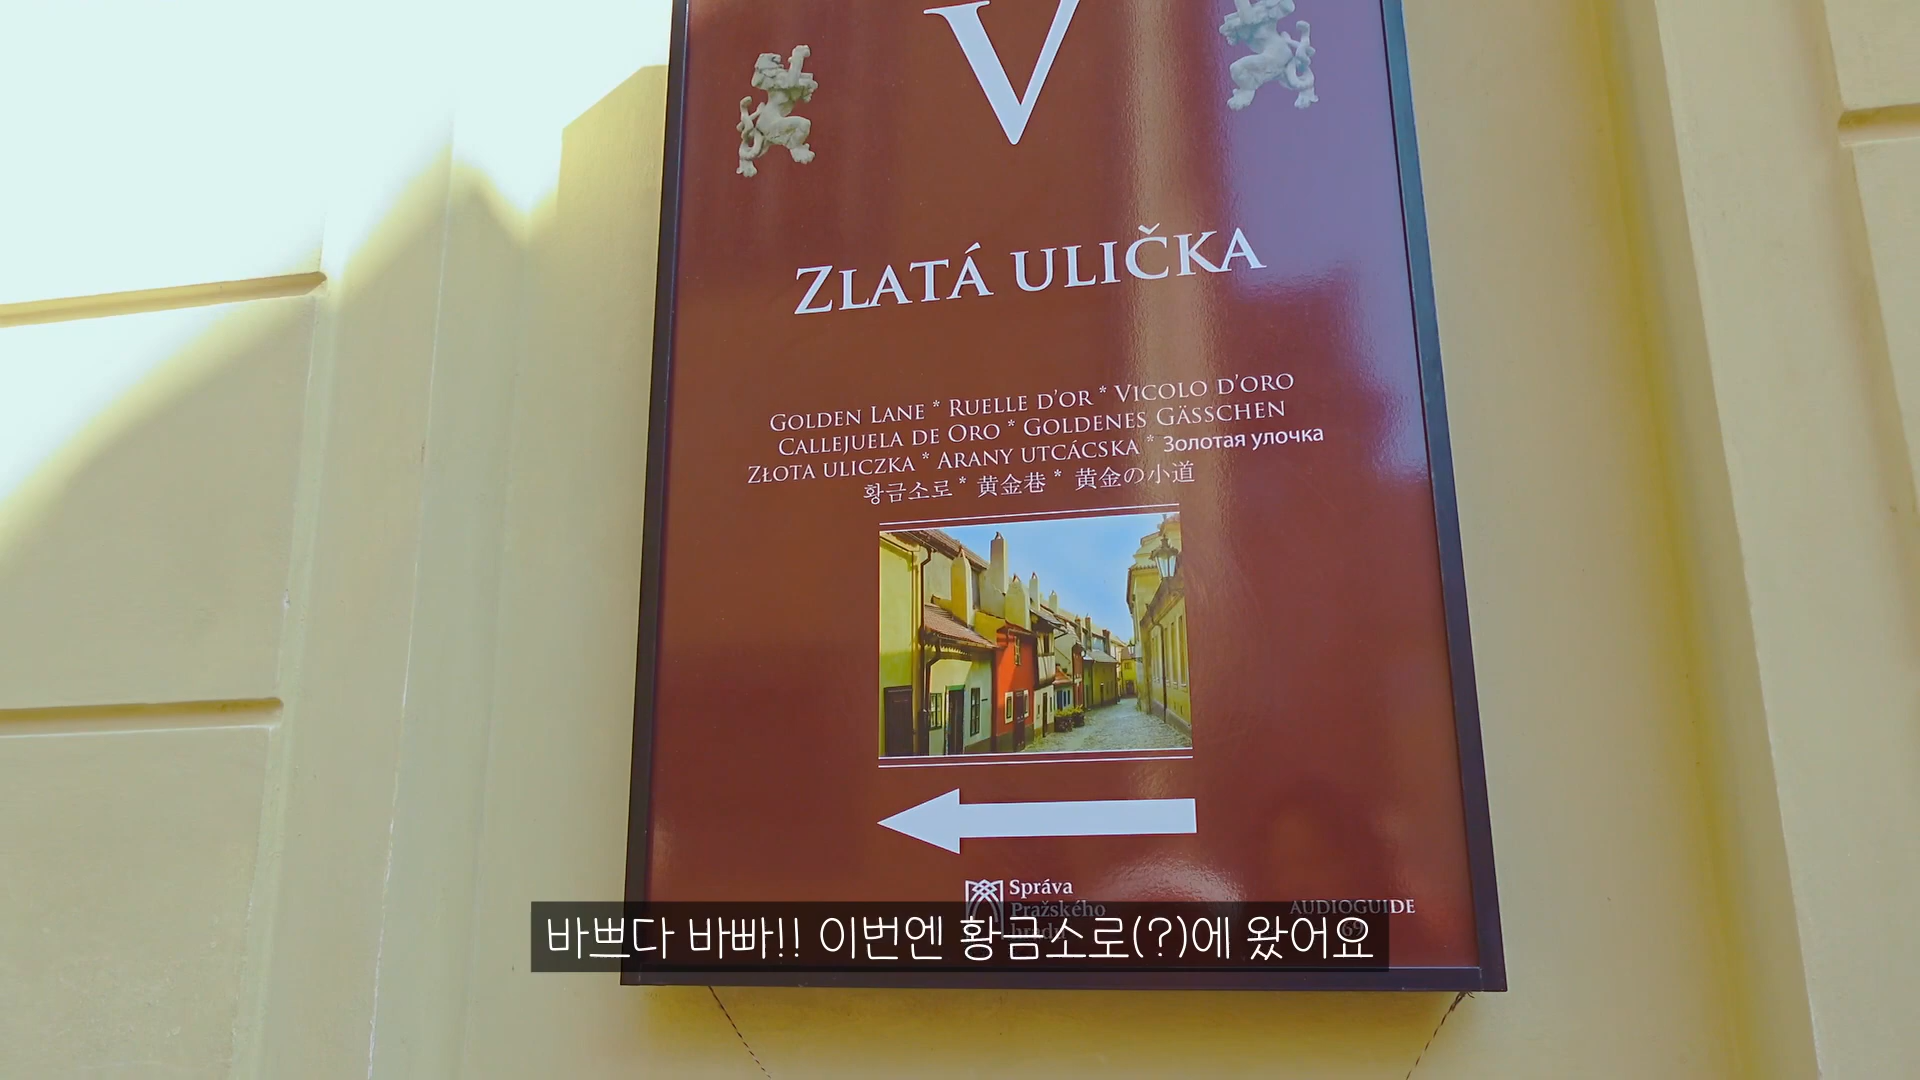 V
ZLATÁ ULIČKA
GOLDEN LANE * RUELLE D'OR * VICOLO D'ORO
CALLEJUELA DE ORO * GOLDENES GÄSSCHEN
ZŁOTA ULICZKA * ARANY UTCÁCSKA * Золотая улочка
황금소로 * 黄金巷 * 黄金の小道
Správa
Pražského
hradu
AUDIOGUIDE
69
바쁘다 바빠!! 이번엔 황금소로(?)에 왔어요